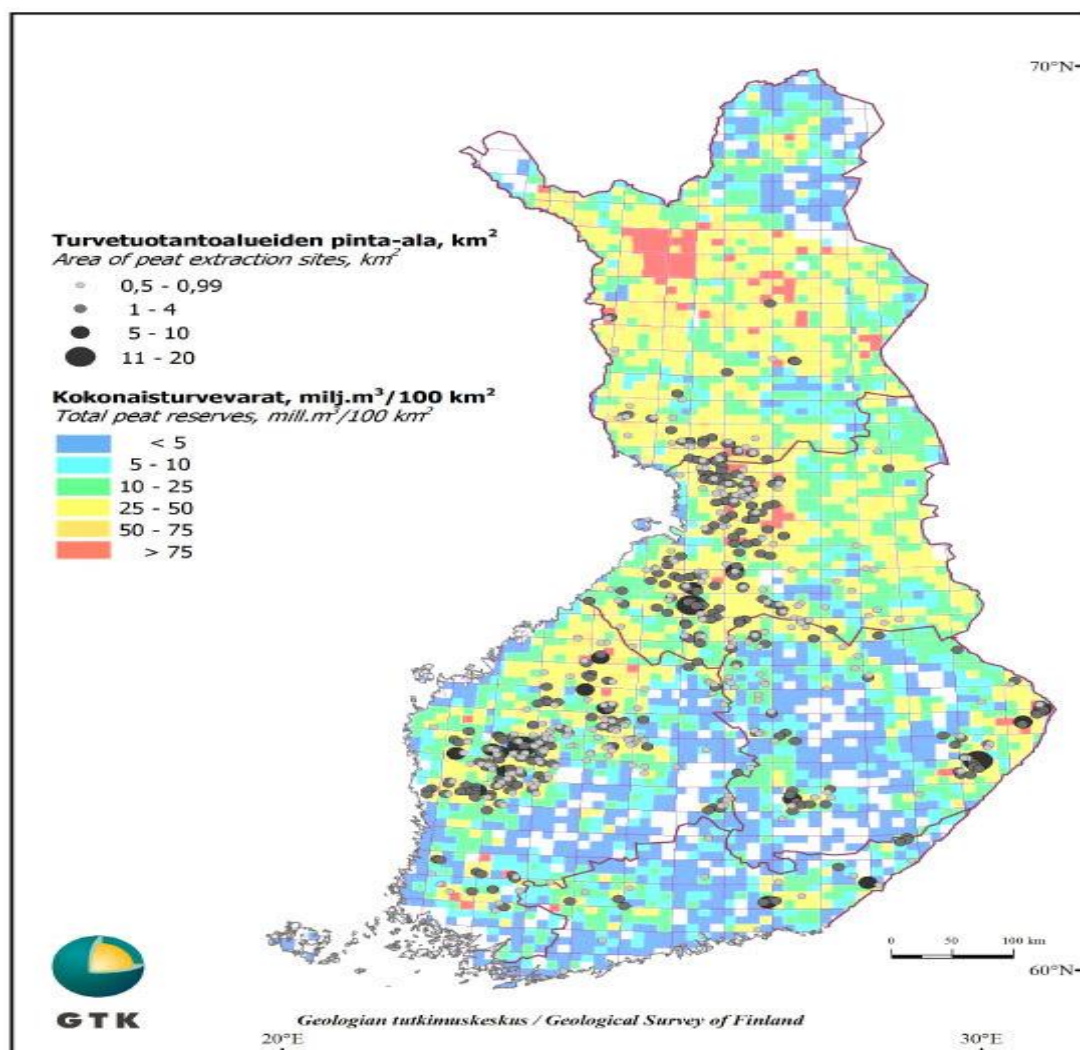 70°N
Turvetuotantoalueiden pinta-ala, km²
Area of peat extraction sites, km²
0,5 - 0,99
1 - 4
5 - 10
11 - 20
Kokonaisturvevarat, milj.m³/100 km²
Total peat reserves, mill.m³/100 km²
< 5
5 - 10
10 - 25
25 - 50
50 - 75
> 75
0 50 100 km
60°N
GTK
Geologian tutkimuskeskus / Geological Survey of Finland
20°E 30°E